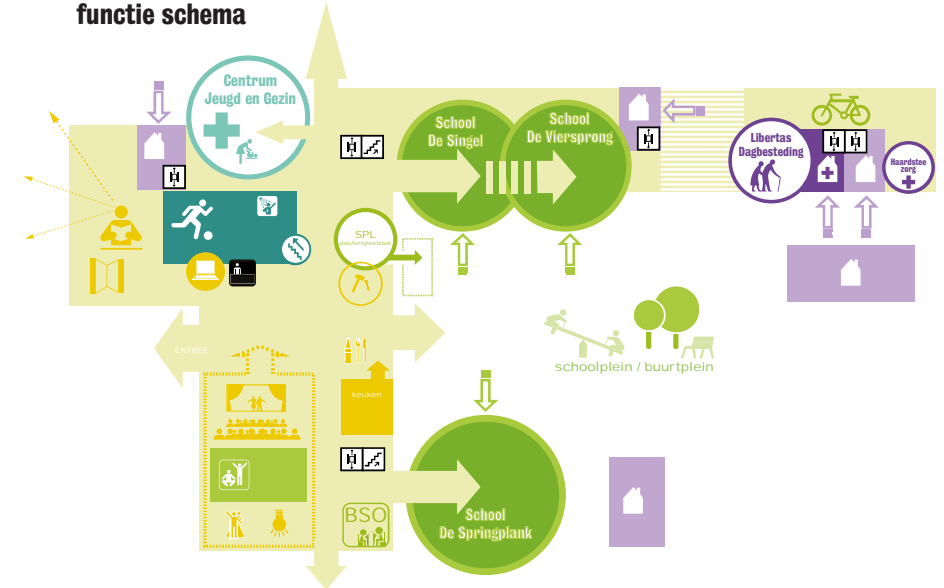 functie schema
Centrum
Jeugd en Gezin
School
De Singel
School
De Viersprong
Libertas
Dagbesteding
Haardstee
zorg
SPL
peuterspeelzaal
ENTREE
schoolplein / buurtplein
keuken
BSO
School
De Springplank